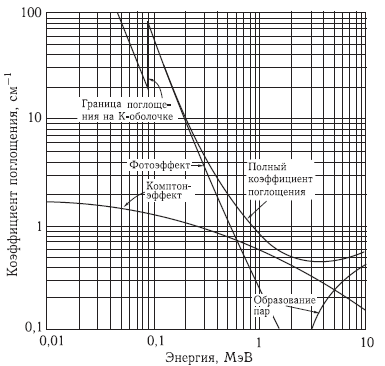 Коэффициент поглощения, см⁻¹
100
10
1
0,1
Граница поглоще-
ния на К-оболочке
Фотоэффект
Комптон-
эффект
Полный
коэффициент
поглощения
Образование
пар
0,01
0,1
1
10
Энергия, МэВ